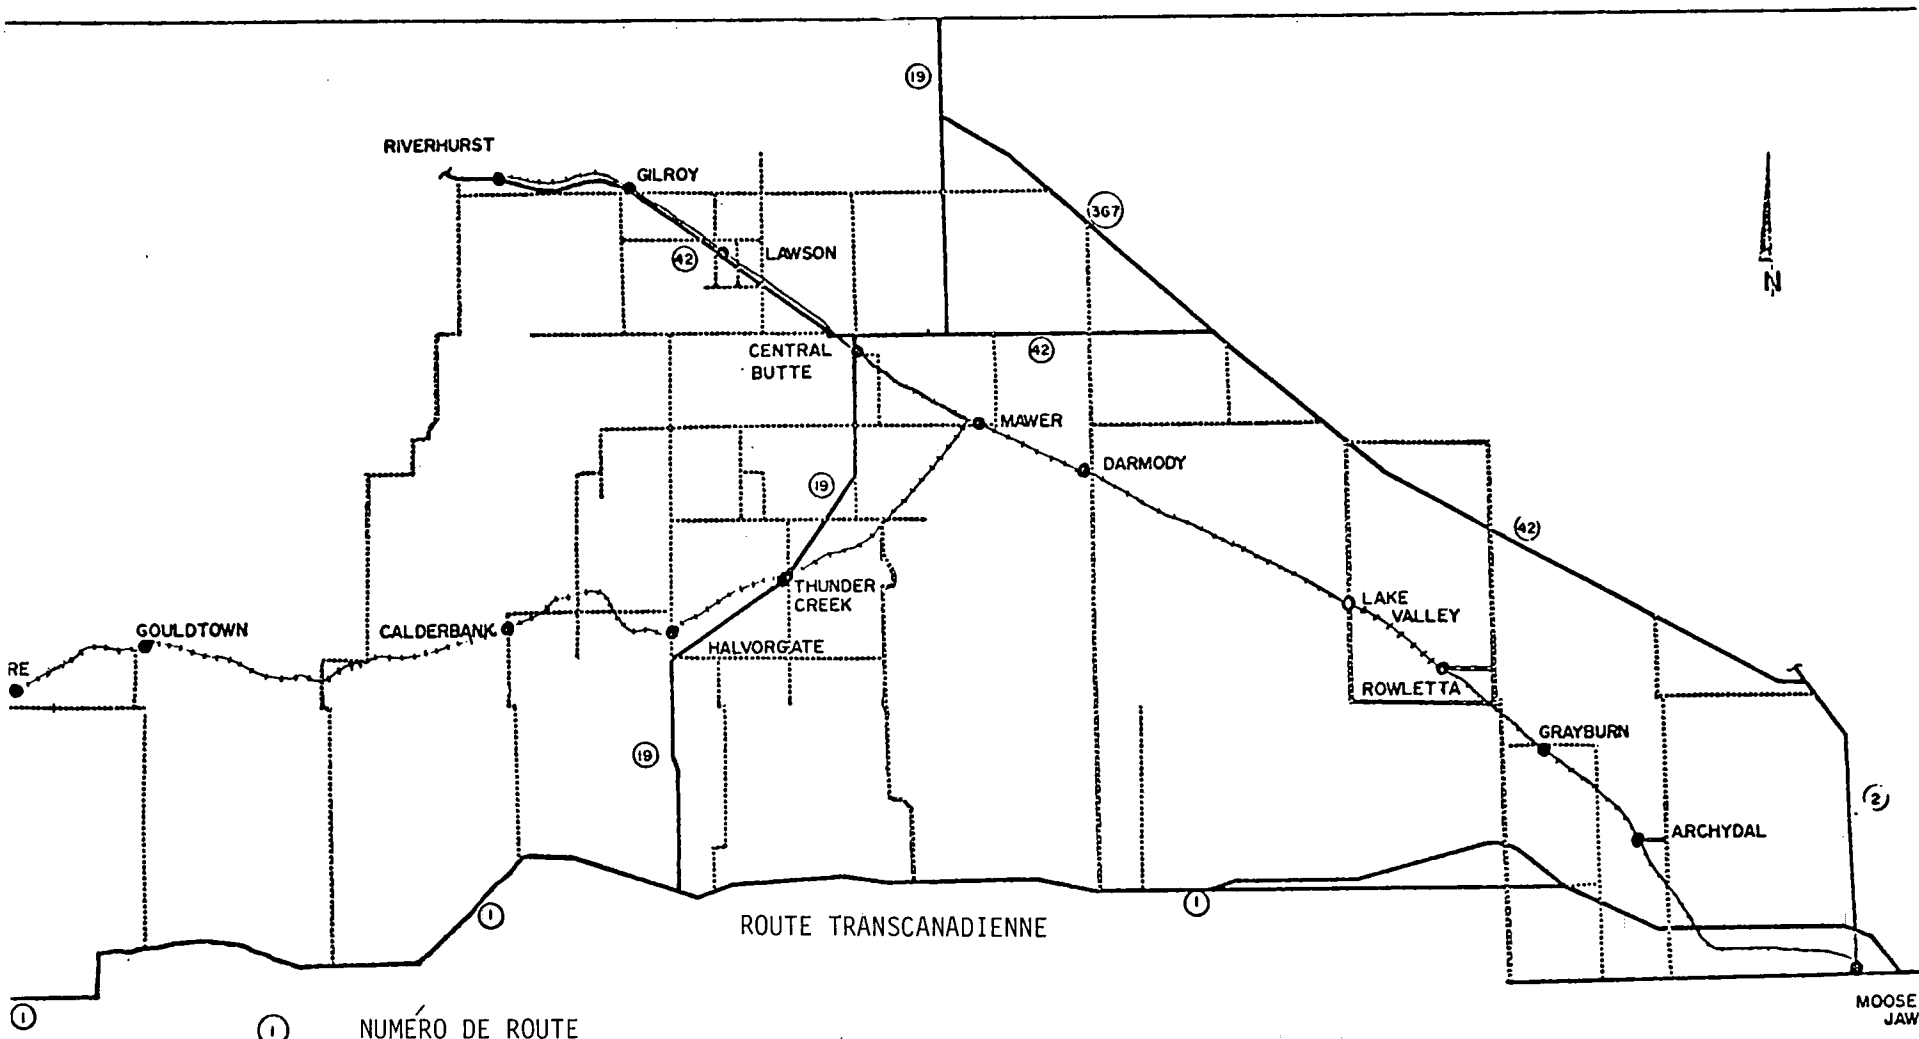 19
RIVERHURST
GILROY
367
42
LAWSON
N
CENTRAL
BUTTE
42
MAWER
DARMODY
19
42
THUNDER
CREEK
LAKE
VALLEY
GOULDTOWN
CALDERBANK
HALVORGATE
RE
ROWLETTA
GRAYBURN
19
2
ARCHYDAL
1
1
ROUTE TRANSCANADIENNE
MOOSE
JAW
1
1 NUMÉRO DE ROUTE